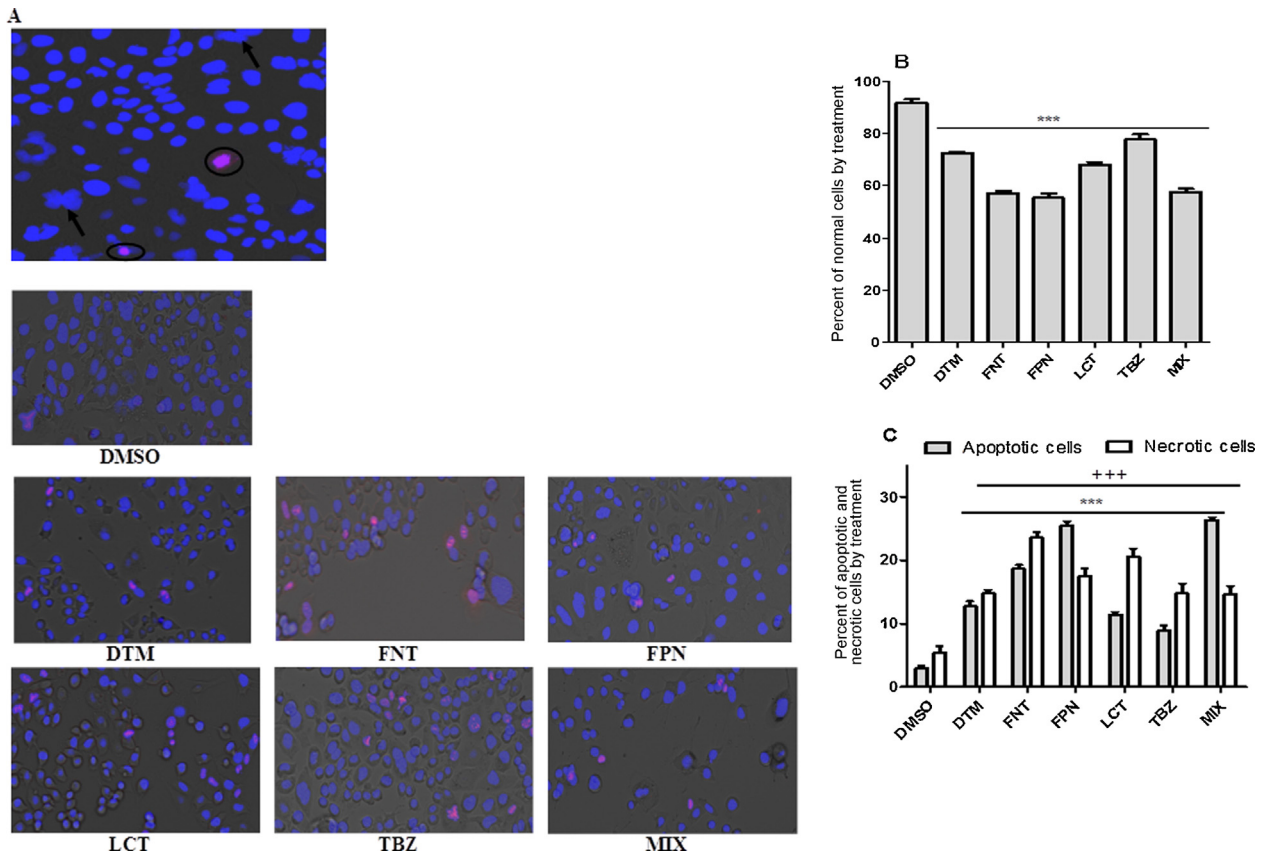 A
DMSO
DTM
FNT
FPN
LCT
TBZ
MIX
B
Percent of normal cells by treatment
100
80
60
40
20
0
***
DMSO
DTM
FNT
FPN
LCT
TBZ
MIX
C
Apoptotic cells
Necrotic cells
Percent of apoptotic and
necrotic cells by treatment
+++
***
30
20
10
0
DMSO
DTM
FNT
FPN
LCT
TBZ
MIX